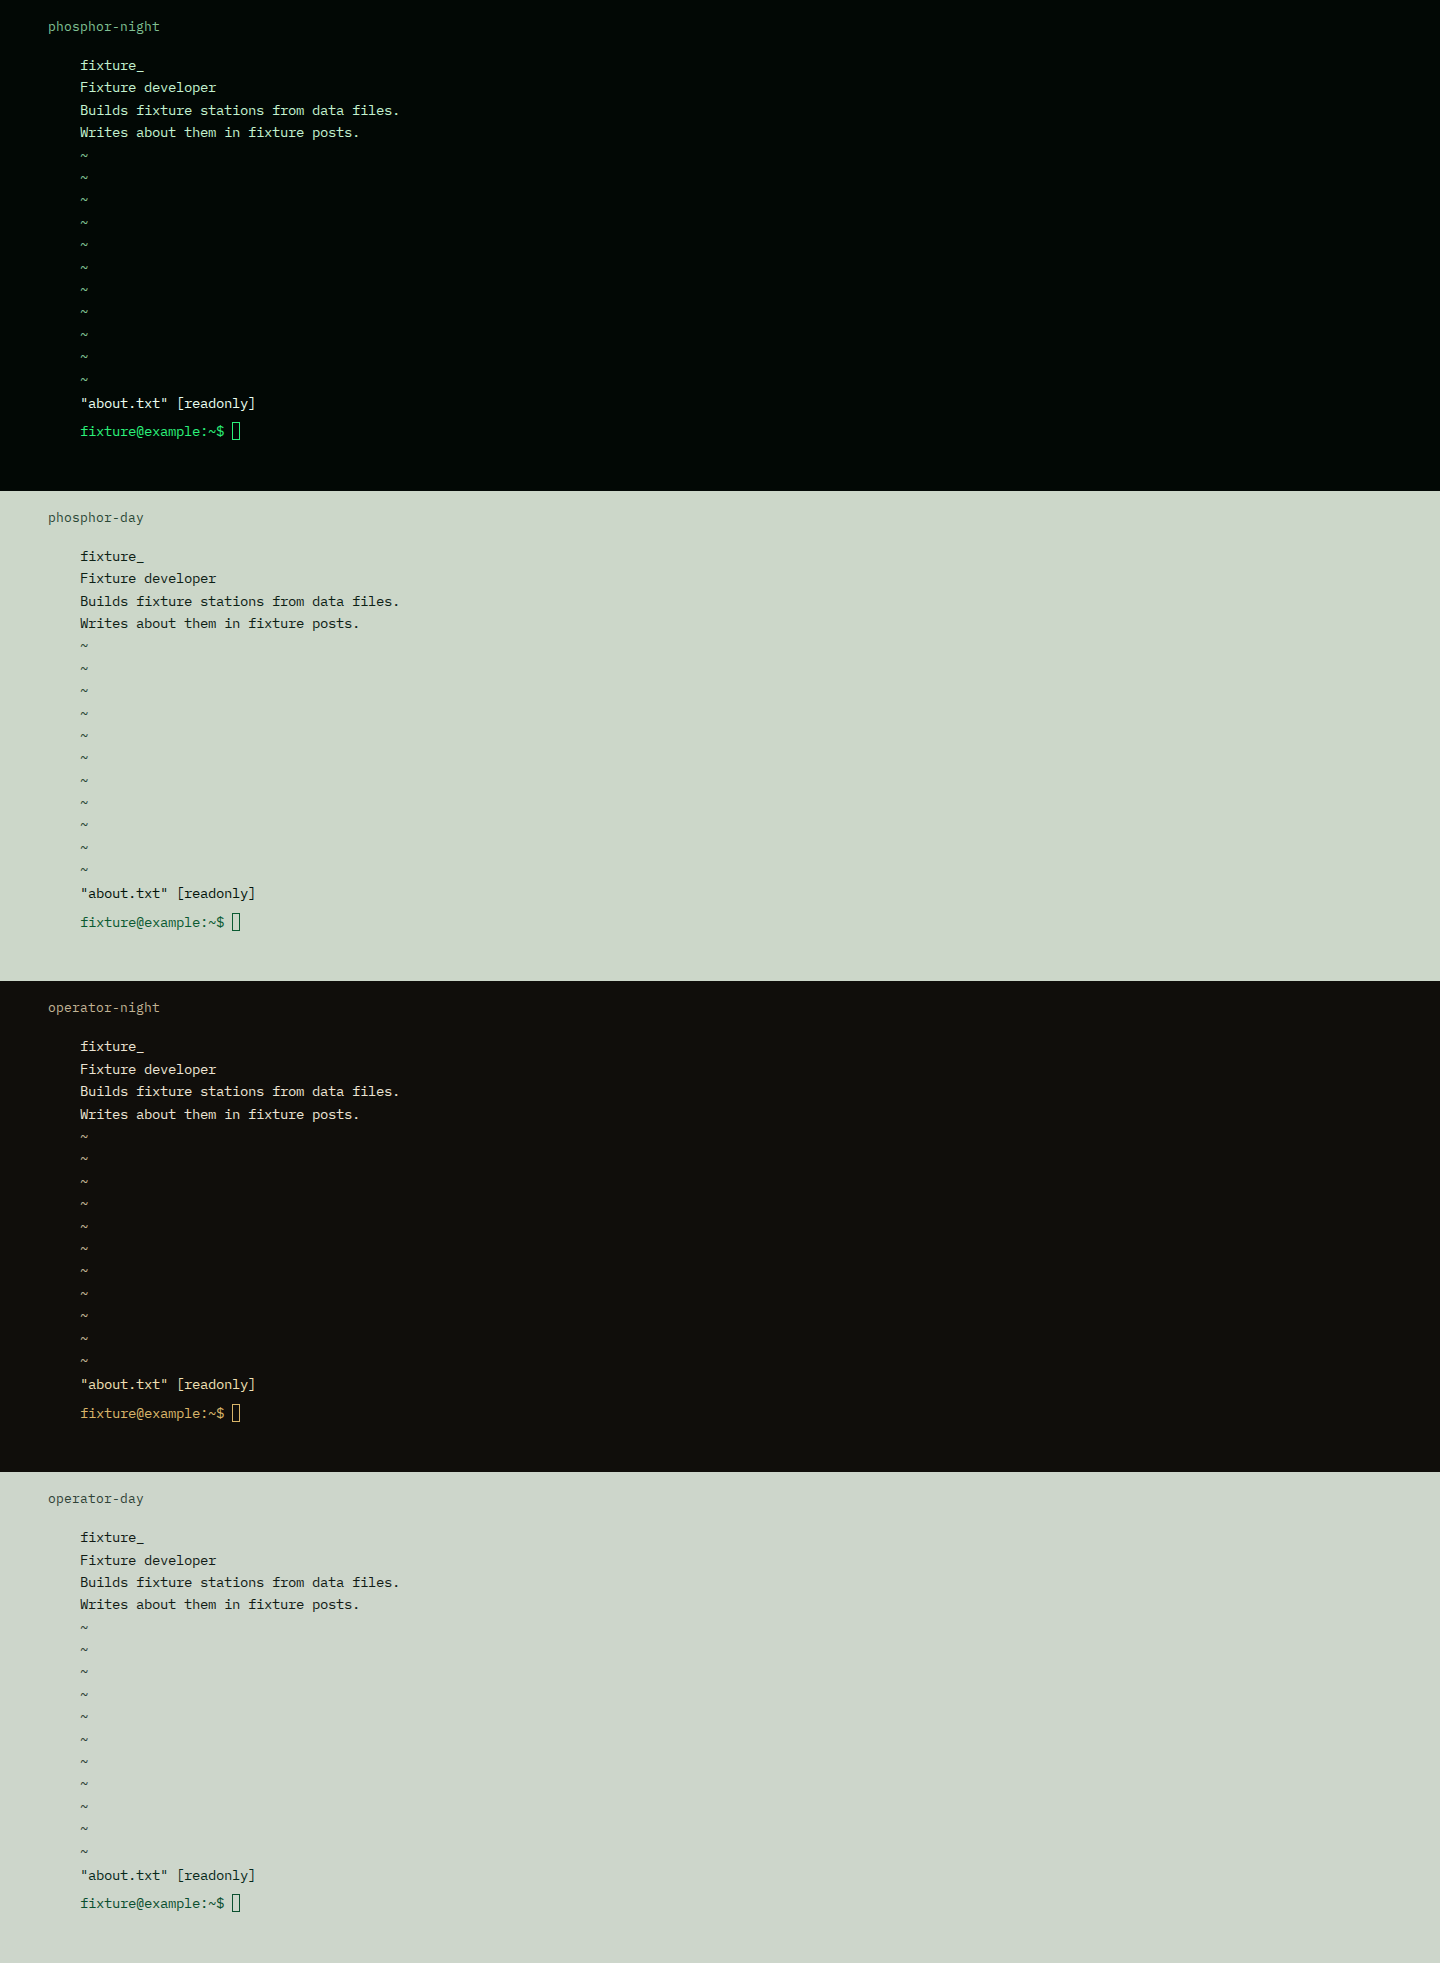 phosphor-night
fixture_
Fixture developer
Builds fixture stations from data files.
Writes about them in fixture posts.
~
~
~
~
~
~
~
~
~
~
~
"about.txt" [readonly]
fixture@example:~$
phosphor-day
fixture_
Fixture developer
Builds fixture stations from data files.
Writes about them in fixture posts.
~
~
~
~
~
~
~
~
~
~
~
"about.txt" [readonly]
fixture@example:~$
operator-night
fixture_
Fixture developer
Builds fixture stations from data files.
Writes about them in fixture posts.
~
~
~
~
~
~
~
~
~
~
~
"about.txt" [readonly]
fixture@example:~$
operator-day
fixture_
Fixture developer
Builds fixture stations from data files.
Writes about them in fixture posts.
~
~
~
~
~
~
~
~
~
~
~
"about.txt" [readonly]
fixture@example:~$